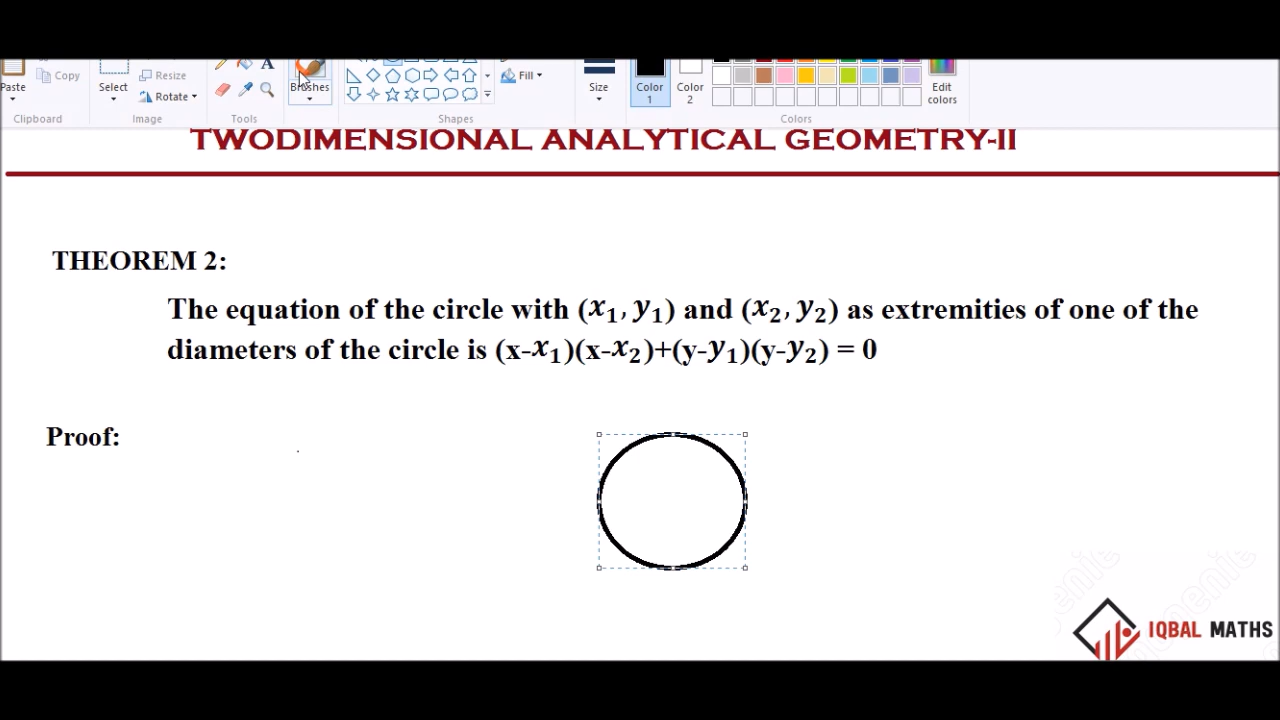 Paste Copy Select Resize Rotate A Brushes Fill Size Color 1 Color 2 Edit colors
Clipboard Image Tools Shapes Colors
TWODIMENSIONAL ANALYTICAL GEOMETRY-II
THEOREM 2:
The equation of the circle with (x₁, y₁) and (x₂, y₂) as extremities of one of the
diameters of the circle is (x-x₁)(x-x₂)+(y-y₁)(y-y₂) = 0
Proof:
IQBAL MATHS